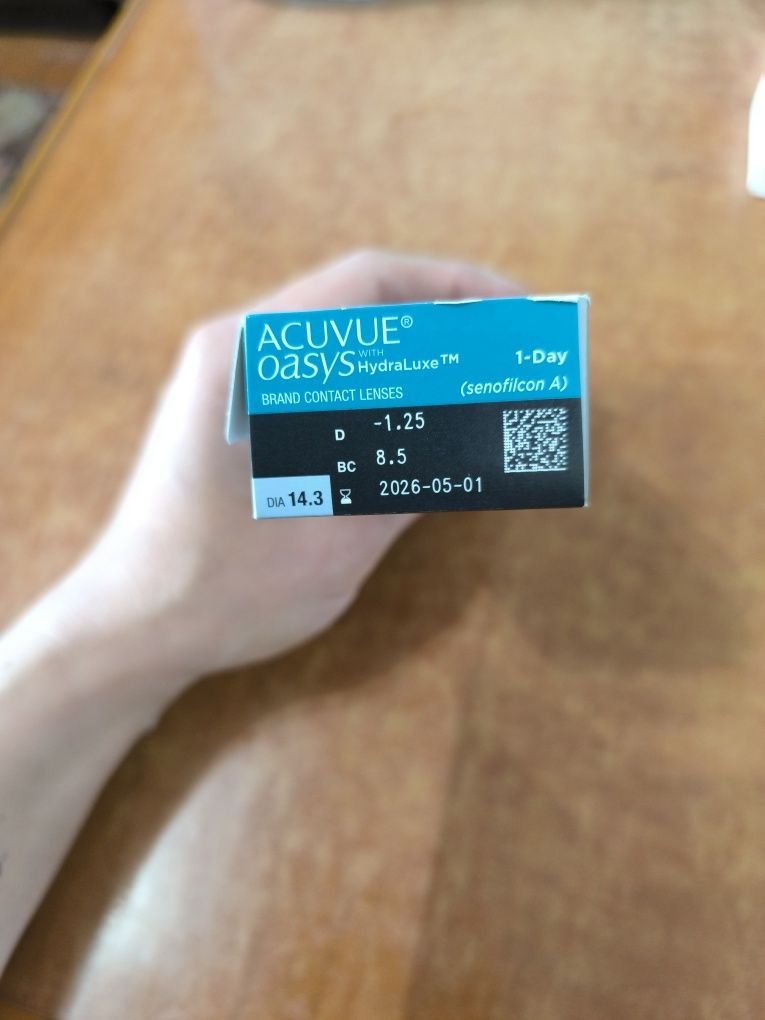 ACUVUE®
oasys WITH HydraLuxe™ 1-Day
BRAND CONTACT LENSES (senofilcon A)
D -1.25
BC 8.5
DIA 14.3 2026-05-01